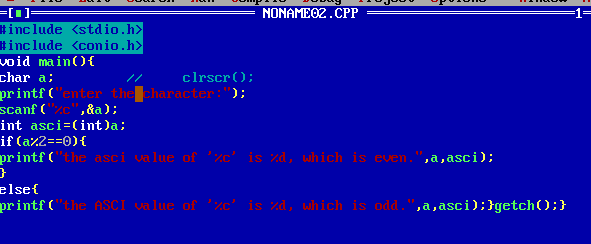 NONAME02.CPP 1
#include <stdio.h>
#include <conio.h>
void main(){
char a; // clrscr();
printf("enter the character:");
scanf("%c",&a);
int asci=(int)a;
if(a%2==0){
printf("the asci value of '%c' is %d, which is even.",a,asci);
}
else{
printf("the ASCI value of '%c' is %d, which is odd.",a,asci);}getch();}